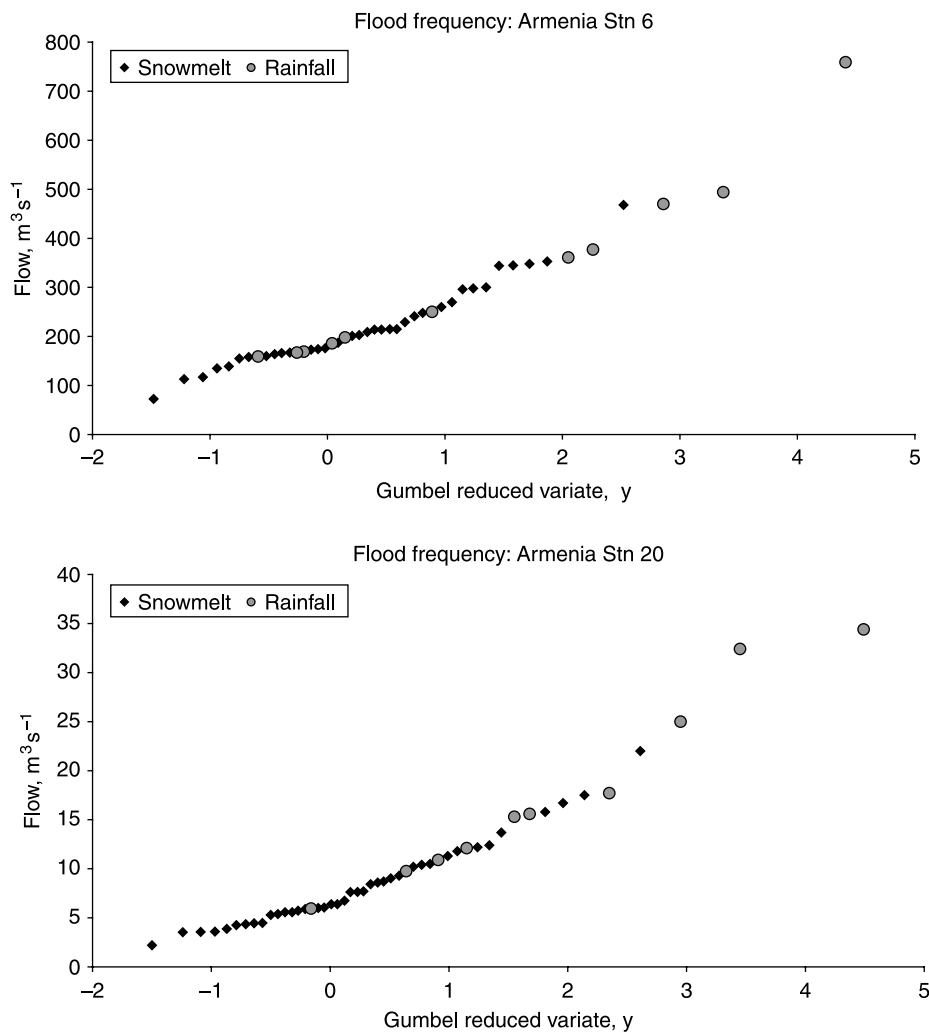 Flood frequency: Armenia Stn 6
Snowmelt Rainfall
Flow, m³s⁻¹
800
700
600
500
400
300
200
100
0
–2 –1 0 1 2 3 4 5
Gumbel reduced variate, y
Flood frequency: Armenia Stn 20
Snowmelt Rainfall
Flow, m³s⁻¹
40
35
30
25
20
15
10
5
0
–2 –1 0 1 2 3 4 5
Gumbel reduced variate, y